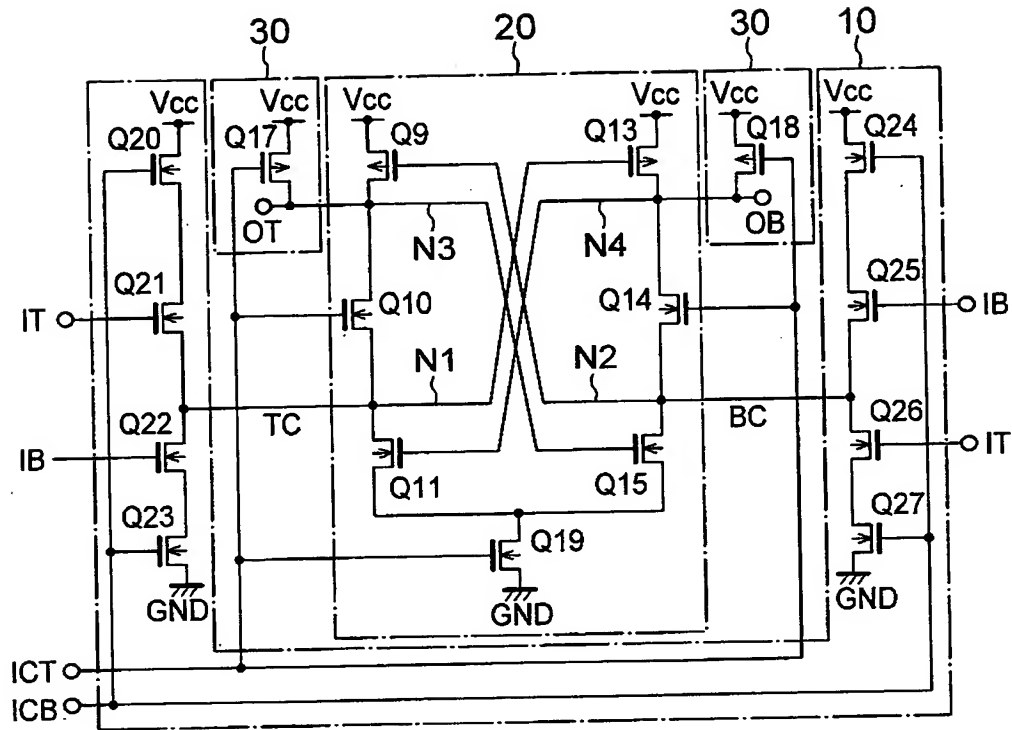 30 20 30 10
Vcc Vcc Vcc Vcc Vcc Vcc
Q20 Q17 Q9 Q13 Q18 Q24
OT N3 N4 OB
Q21 Q10 Q14 Q25
IT IB
N1 N2
TC BC
Q22 Q26
IB IT
Q11 Q15
Q23 Q19 Q27
GND GND GND
ICT
ICB